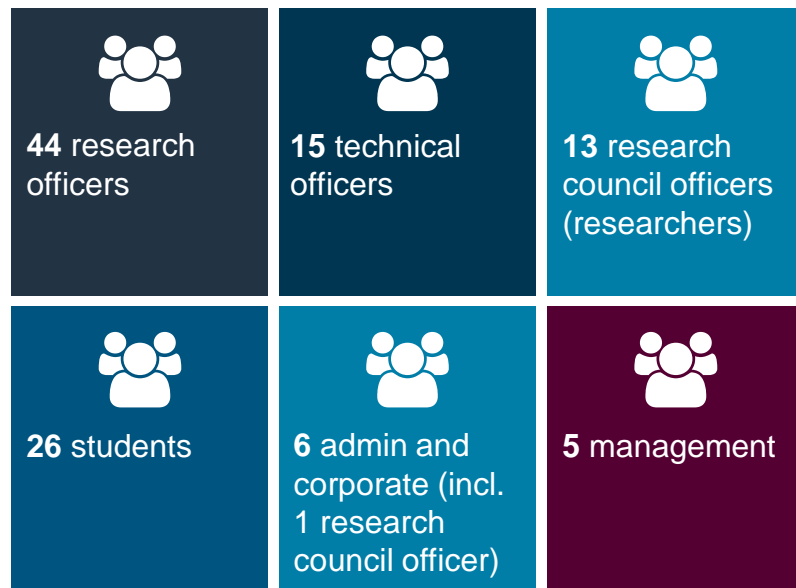 44 research
officers
15 technical
officers
13 research
council officers
(researchers)
26 students
6 admin and
corporate (incl.
1 research
council officer)
5 management